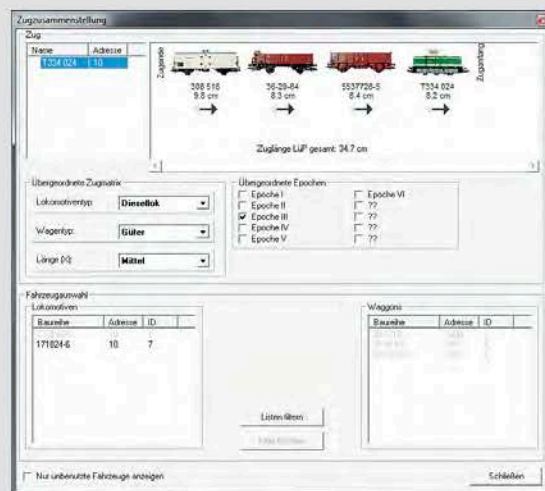 Zugzusammenstellung
Zug
Name Adresse
T334 024 10
Zugende
Zuganfang
308 518 36-29-84 5537728-5 T334 024
9.8 cm 8.3 cm 8.4 cm 8.2 cm
Zuglänge LüP gesamt: 34.7 cm
Übergeordnete Zugmatrix
Lokomotiventyp: Diesellok
Wagentyp: Güter
Länge (X): Mittel
Übergeordnete Epochen
Epoche I Epoche VI
Epoche II ??
Epoche III ??
Epoche IV ??
Epoche V ??
Fahrzeugauswahl
Lokomotiven
Baureihe Adresse ID
171024-6 10 7
Waggons
Baureihe Adresse ID
Listen filtern
Nur unbenutzte Fahrzeuge anzeigen
Schließen